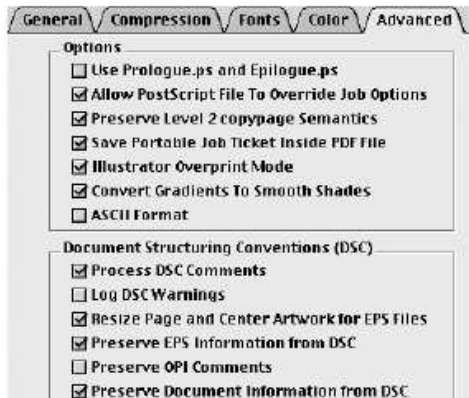 General Compression Fonts Color Advanced
Options
Use Prologue.ps and Epilogue.ps
Allow PostScript File To Override Job Options
Preserve Level 2 copypage Semantics
Save Portable Job Ticket Inside PDF File
Illustrator Overprint Mode
Convert Gradients To Smooth Shades
ASCII Format
Document Structuring Conventions (DSC)
Process DSC Comments
Log DSC Warnings
Resize Page and Center Artwork for EPS Files
Preserve EPS Information from DSC
Preserve OPI Comments
Preserve Document Information from DSC